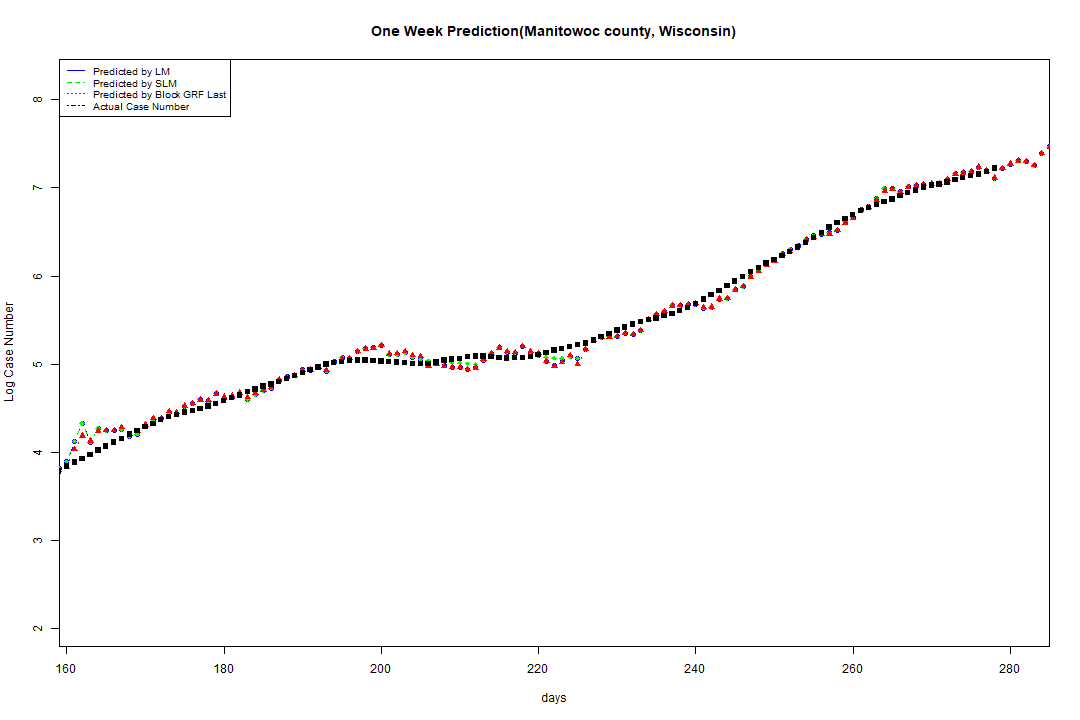 One Week Prediction(Manitowoc county, Wisconsin)
Predicted by LM
Predicted by SLM
Predicted by Block GRF Last
Actual Case Number
8
7
6
5
4
3
2
Log Case Number
160 180 200 220 240 260 280
days